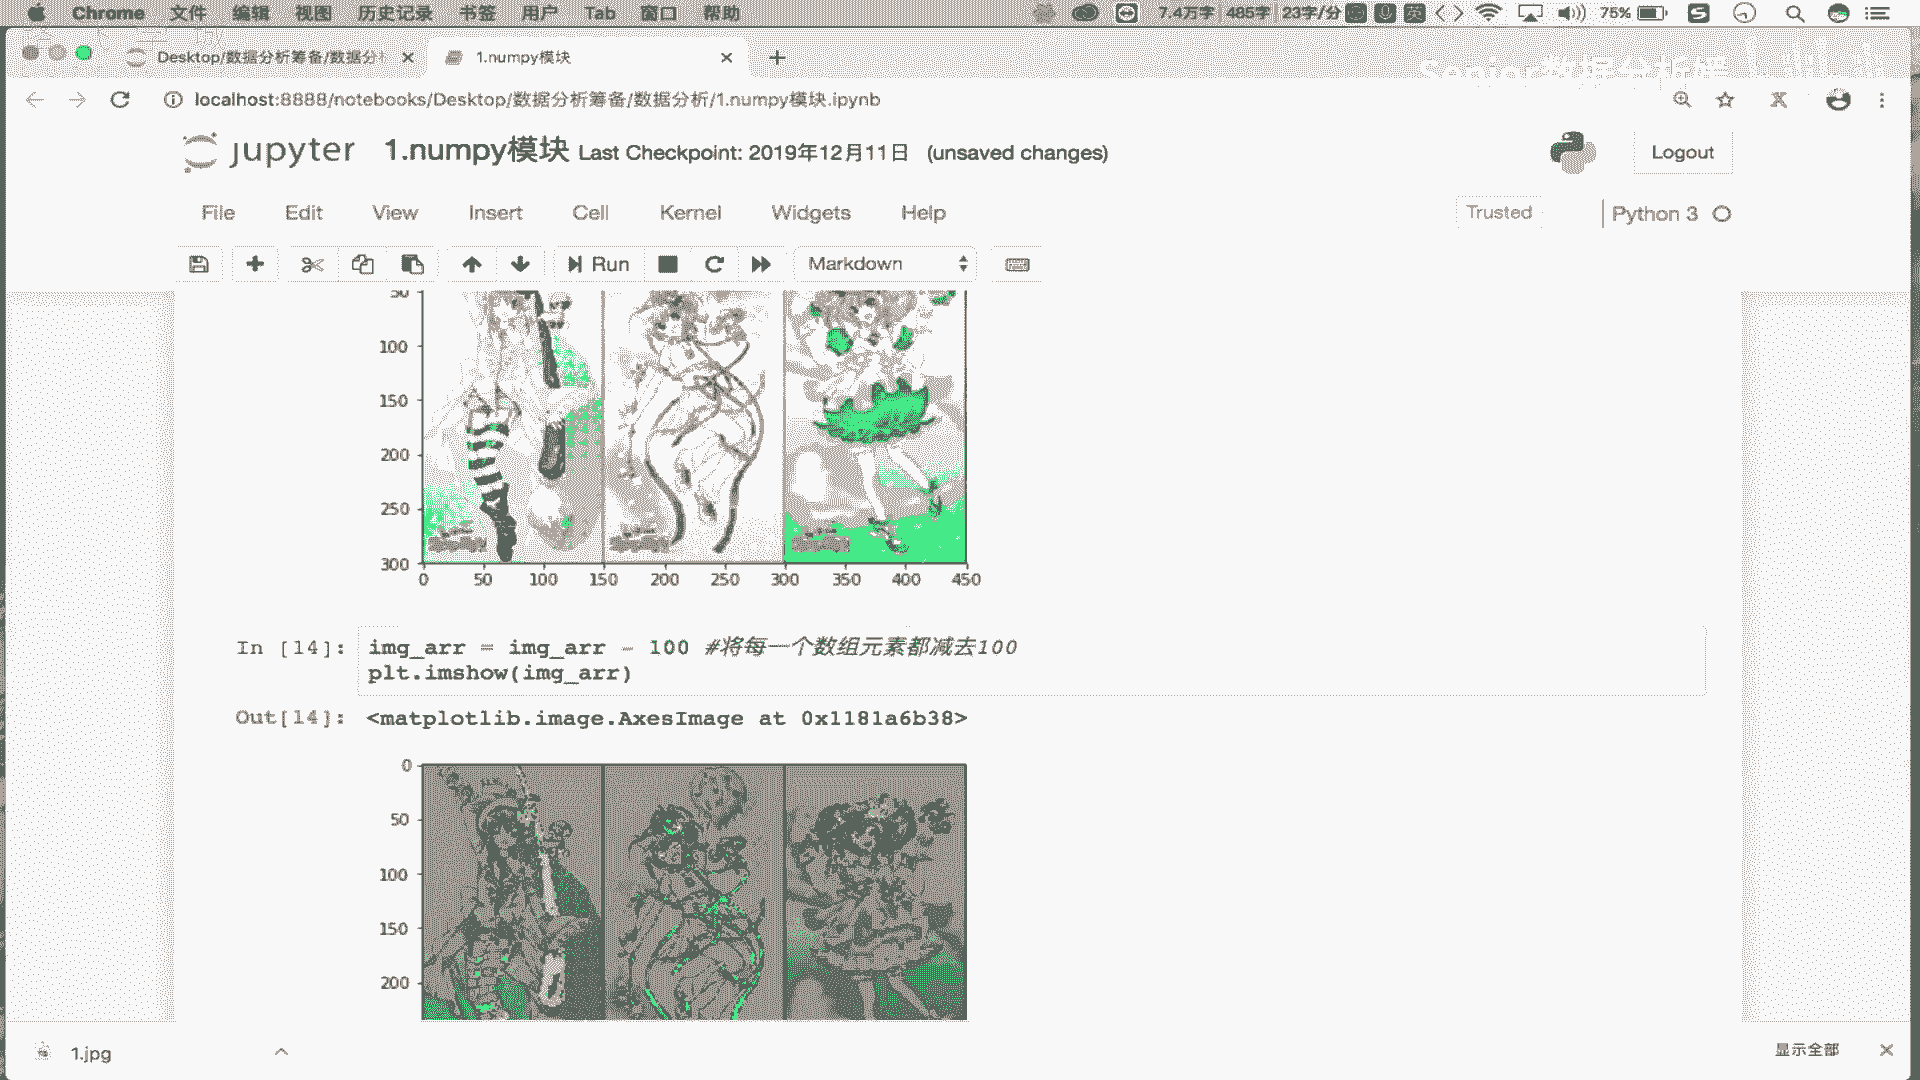 Chrome 文件 编辑 视图 历史记录 书签 用户 Tab 窗口 帮助 7.4万字 485字 23字/分 英 75%
Desktop/数据分析筹备/数据分析 1.numpy模块
Senior数据分析师
localhost:8888/notebooks/Desktop/数据分析筹备/数据分析/1.numpy模块.ipynb
jupyter 1.numpy模块 Last Checkpoint: 2019年12月11日 (unsaved changes) Logout
File Edit View Insert Cell Kernel Widgets Help Trusted Python 3
Run Markdown
50
100
150
200
250
300
0 50 100 150 200 250 300 350 400 450
In [14]: img_arr = img_arr - 100 #将每一个数组元素都减去100
plt.imshow(img_arr)
Out[14]: <matplotlib.image.AxesImage at 0x1181a6b38>
0
50
100
150
200
1.jpg 显示全部